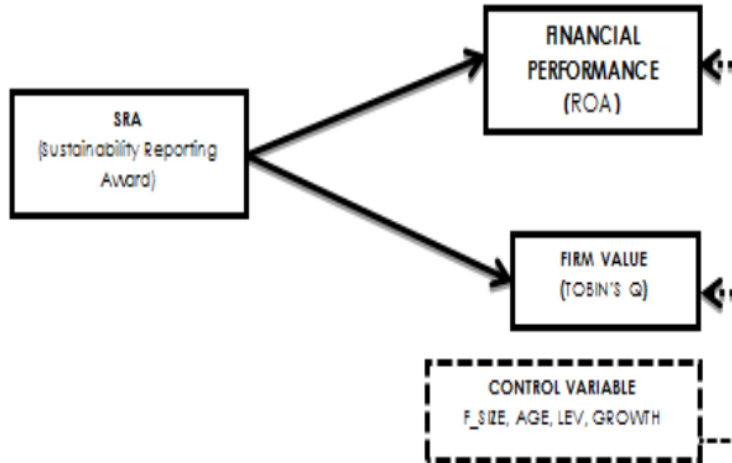 FINANCIAL
PERFORMANCE
(ROA)
SRA
(Sustainability Reporting
Award)
FIRM VALUE
(TOBIN'S Q)
CONTROL VARIABLE
F_SIZE, AGE, LEV, GROWTH